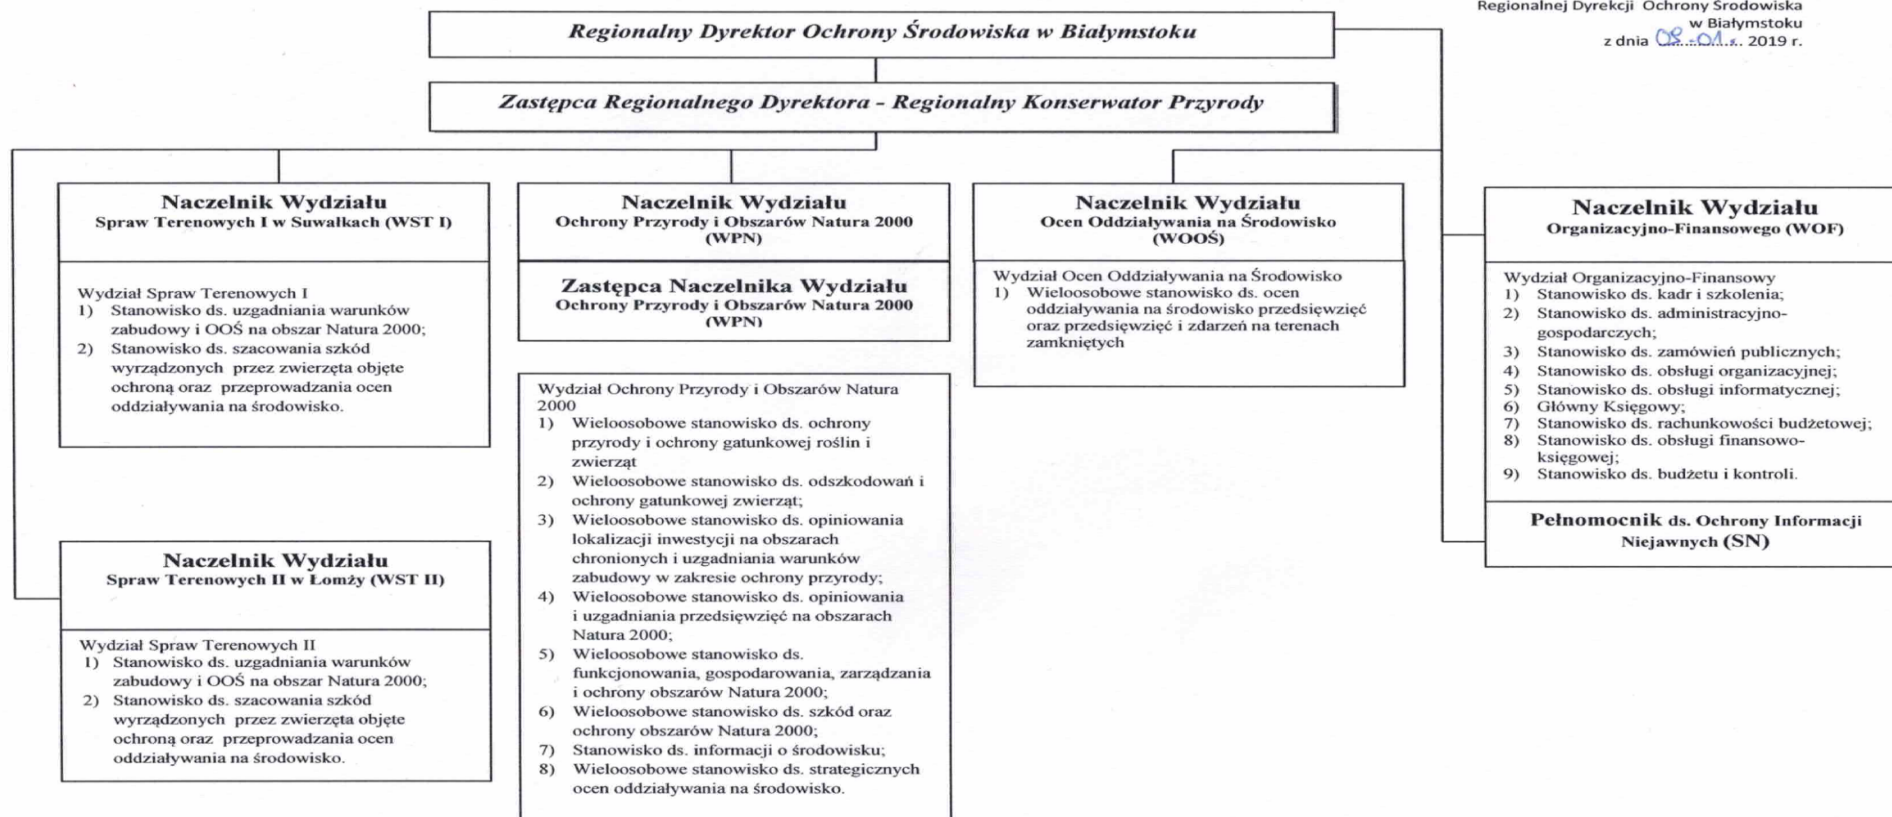 Regionalnej Dyrekcji Ochrony Środowiska
w Białymstoku
z dnia 08-01. 2019 r.
Regionalny Dyrektor Ochrony Środowiska w Białymstoku
Zastępca Regionalnego Dyrektora - Regionalny Konserwator Przyrody
Naczelnik Wydziału
Spraw Terenowych I w Suwałkach (WST I)
Wydział Spraw Terenowych I
1) Stanowisko ds. uzgadniania warunków
zabudowy i OOŚ na obszar Natura 2000;
2) Stanowisko ds. szacowania szkód
wyrządzonych przez zwierzęta objęte
ochroną oraz przeprowadzania ocen
oddziaływania na środowisko.
Naczelnik Wydziału
Spraw Terenowych II w Łomży (WST II)
Wydział Spraw Terenowych II
1) Stanowisko ds. uzgadniania warunków
zabudowy i OOŚ na obszar Natura 2000;
2) Stanowisko ds. szacowania szkód
wyrządzonych przez zwierzęta objęte
ochroną oraz przeprowadzania ocen
oddziaływania na środowisko.
Naczelnik Wydziału
Ochrony Przyrody i Obszarów Natura 2000
(WPN)
Zastępca Naczelnika Wydziału
Ochrony Przyrody i Obszarów Natura 2000
(WPN)
Wydział Ochrony Przyrody i Obszarów Natura
2000
1) Wieloosobowe stanowisko ds. ochrony
przyrody i ochrony gatunkowej roślin i
zwierząt
2) Wieloosobowe stanowisko ds. odszkodowań i
ochrony gatunkowej zwierząt;
3) Wieloosobowe stanowisko ds. opiniowania
lokalizacji inwestycji na obszarach
chronionych i uzgadniania warunków
zabudowy w zakresie ochrony przyrody;
4) Wieloosobowe stanowisko ds. opiniowania
i uzgadniania przedsięwzięć na obszarach
Natura 2000;
5) Wieloosobowe stanowisko ds.
funkcjonowania, gospodarowania, zarządzania
i ochrony obszarów Natura 2000;
6) Wieloosobowe stanowisko ds. szkód oraz
ochrony obszarów Natura 2000;
7) Stanowisko ds. informacji o środowisku;
8) Wieloosobowe stanowisko ds. strategicznych
ocen oddziaływania na środowisko.
Naczelnik Wydziału
Ocen Oddziaływania na Środowisko
(WOOŚ)
Wydział Ocen Oddziaływania na Środowisko
1) Wieloosobowe stanowisko ds. ocen
oddziaływania na środowisko przedsięwzięć
oraz przedsięwzięć i zdarzeń na terenach
zamkniętych
Naczelnik Wydziału
Organizacyjno-Finansowego (WOF)
Wydział Organizacyjno-Finansowy
1) Stanowisko ds. kadr i szkolenia;
2) Stanowisko ds. administracyjno-
gospodarczych;
3) Stanowisko ds. zamówień publicznych;
4) Stanowisko ds. obsługi organizacyjnej;
5) Stanowisko ds. obsługi informatycznej;
6) Główny Księgowy;
7) Stanowisko ds. rachunkowości budżetowej;
8) Stanowisko ds. obsługi finansowo-
księgowej;
9) Stanowisko ds. budżetu i kontroli.
Pełnomocnik ds. Ochrony Informacji
Niejawnych (SN)